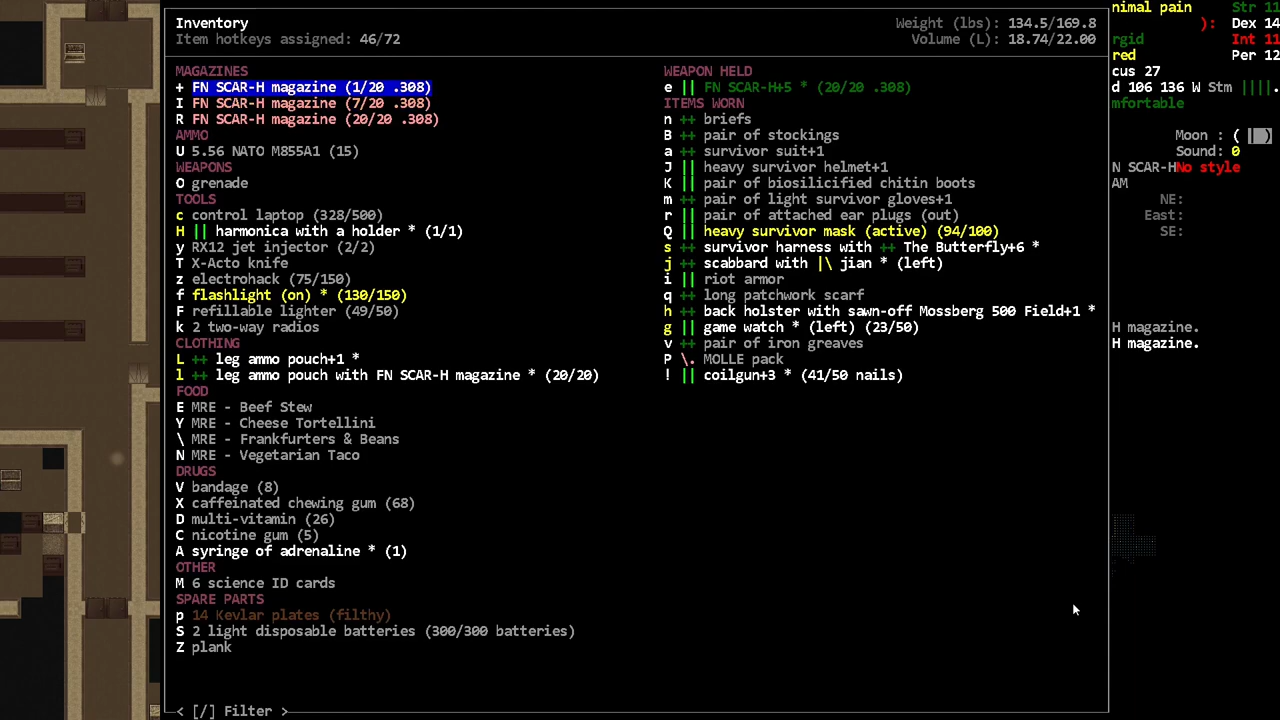 Inventory
Item hotkeys assigned: 46/72
Weight (lbs): 134.5/169.8
Volume (L): 18.74/22.00
MAGAZINES
+ FN SCAR-H magazine (1/20 .308)
I FN SCAR-H magazine (7/20 .308)
R FN SCAR-H magazine (20/20 .308)
AMMO
U 5.56 NATO M855A1 (15)
WEAPONS
O grenade
TOOLS
c control laptop (328/500)
H || harmonica with a holder * (1/1)
y RX12 jet injector (2/2)
T X-Acto knife
z electrohack (75/150)
f flashlight (on) * (130/150)
F refillable lighter (49/50)
k 2 two-way radios
CLOTHING
L ++ leg ammo pouch+1 *
l ++ leg ammo pouch with FN SCAR-H magazine * (20/20)
FOOD
E MRE - Beef Stew
Y MRE - Cheese Tortellini
\ MRE - Frankfurters & Beans
N MRE - Vegetarian Taco
DRUGS
V bandage (8)
X caffeinated chewing gum (68)
D multi-vitamin (26)
C nicotine gum (5)
A syringe of adrenaline * (1)
OTHER
M 6 science ID cards
SPARE PARTS
p 14 Kevlar plates (filthy)
S 2 light disposable batteries (300/300 batteries)
Z plank
< [/] Filter >
WEAPON HELD
e || FN SCAR-H+5 * (20/20 .308)
ITEMS WORN
n ++ briefs
B ++ pair of stockings
a ++ survivor suit+1
J || heavy survivor helmet+1
K || pair of biosilicified chitin boots
m ++ pair of light survivor gloves+1
r || pair of attached ear plugs (out)
Q || heavy survivor mask (active) (94/100)
s ++ survivor harness with ++ The Butterfly+6 *
j ++ scabbard with |\ jian * (left)
i || riot armor
q ++ long patchwork scarf
h ++ back holster with sawn-off Mossberg 500 Field+1 *
g || game watch * (left) (23/50)
v ++ pair of iron greaves
P \. MOLLE pack
! || coilgun+3 * (41/50 nails)
nimal pain Str 11
): Dex 14
rgid Int 11
red Per 12
cus 27
d 106 136 W Stm ||||.
mfortable
Moon : ( | )
Sound: 0
N SCAR-HNo style
AM
NE:
East:
SE:
H magazine.
H magazine.